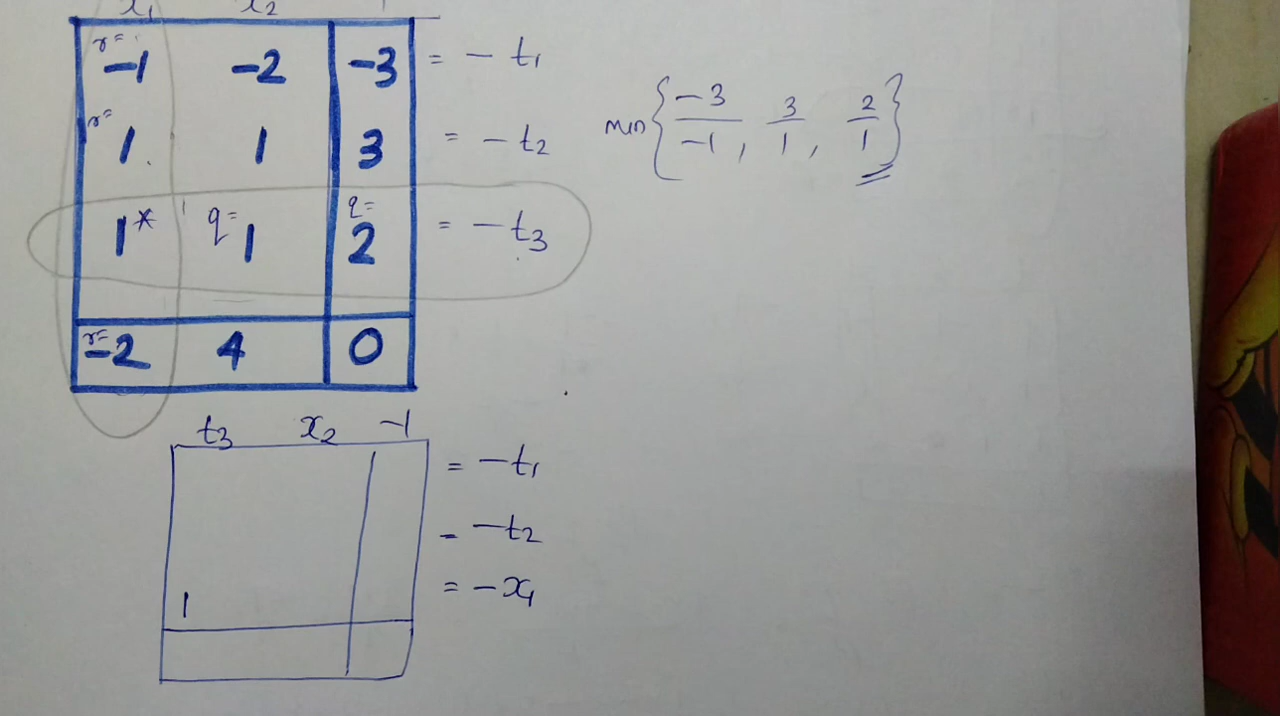 x₁ x₂
r= -1 -2 -3 = -t₁
r= 1 1 3 = -t₂
1* q= 1 q= 2 = -t₃
r= -2 4 0
min { -3/-1 , 3/1 , 2/1 }
t₃ x₂ -1
= -t₁
= -t₂
1 = -x₁